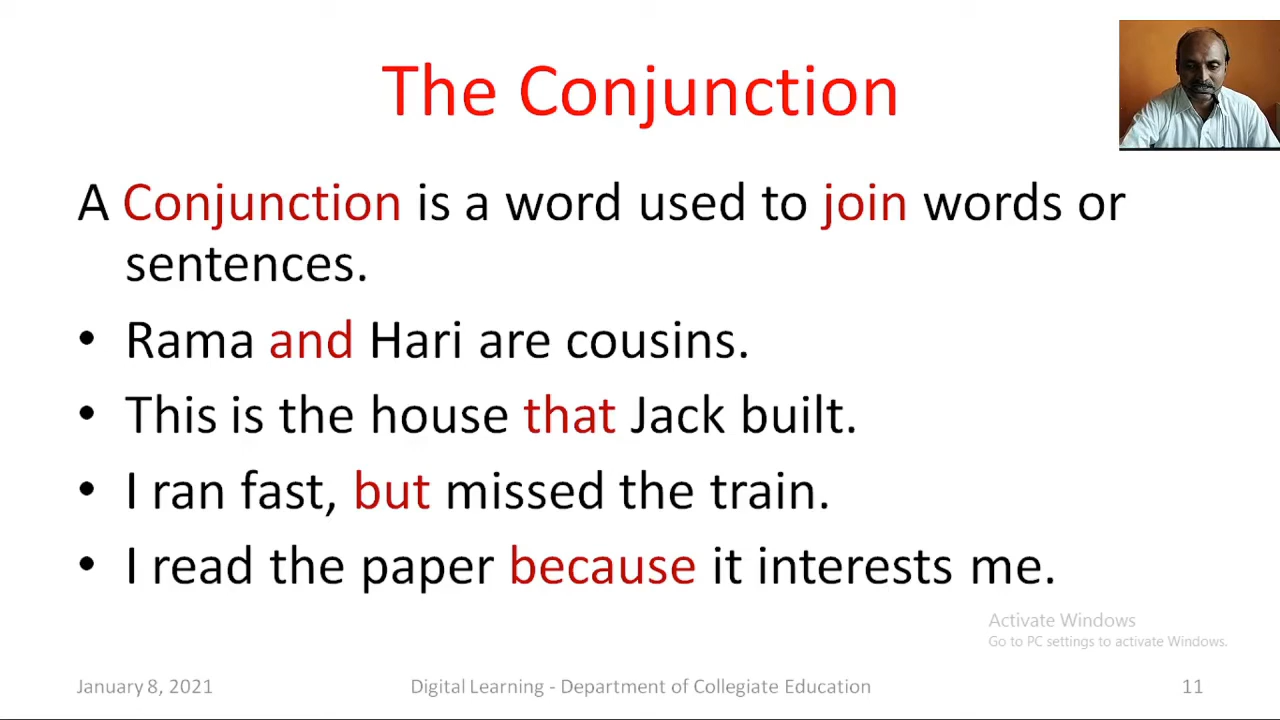 The Conjunction
A Conjunction is a word used to join words or
sentences.
• Rama and Hari are cousins.
• This is the house that Jack built.
• I ran fast, but missed the train.
• I read the paper because it interests me.
Activate Windows
Go to PC settings to activate Windows.
January 8, 2021
Digital Learning - Department of Collegiate Education
11